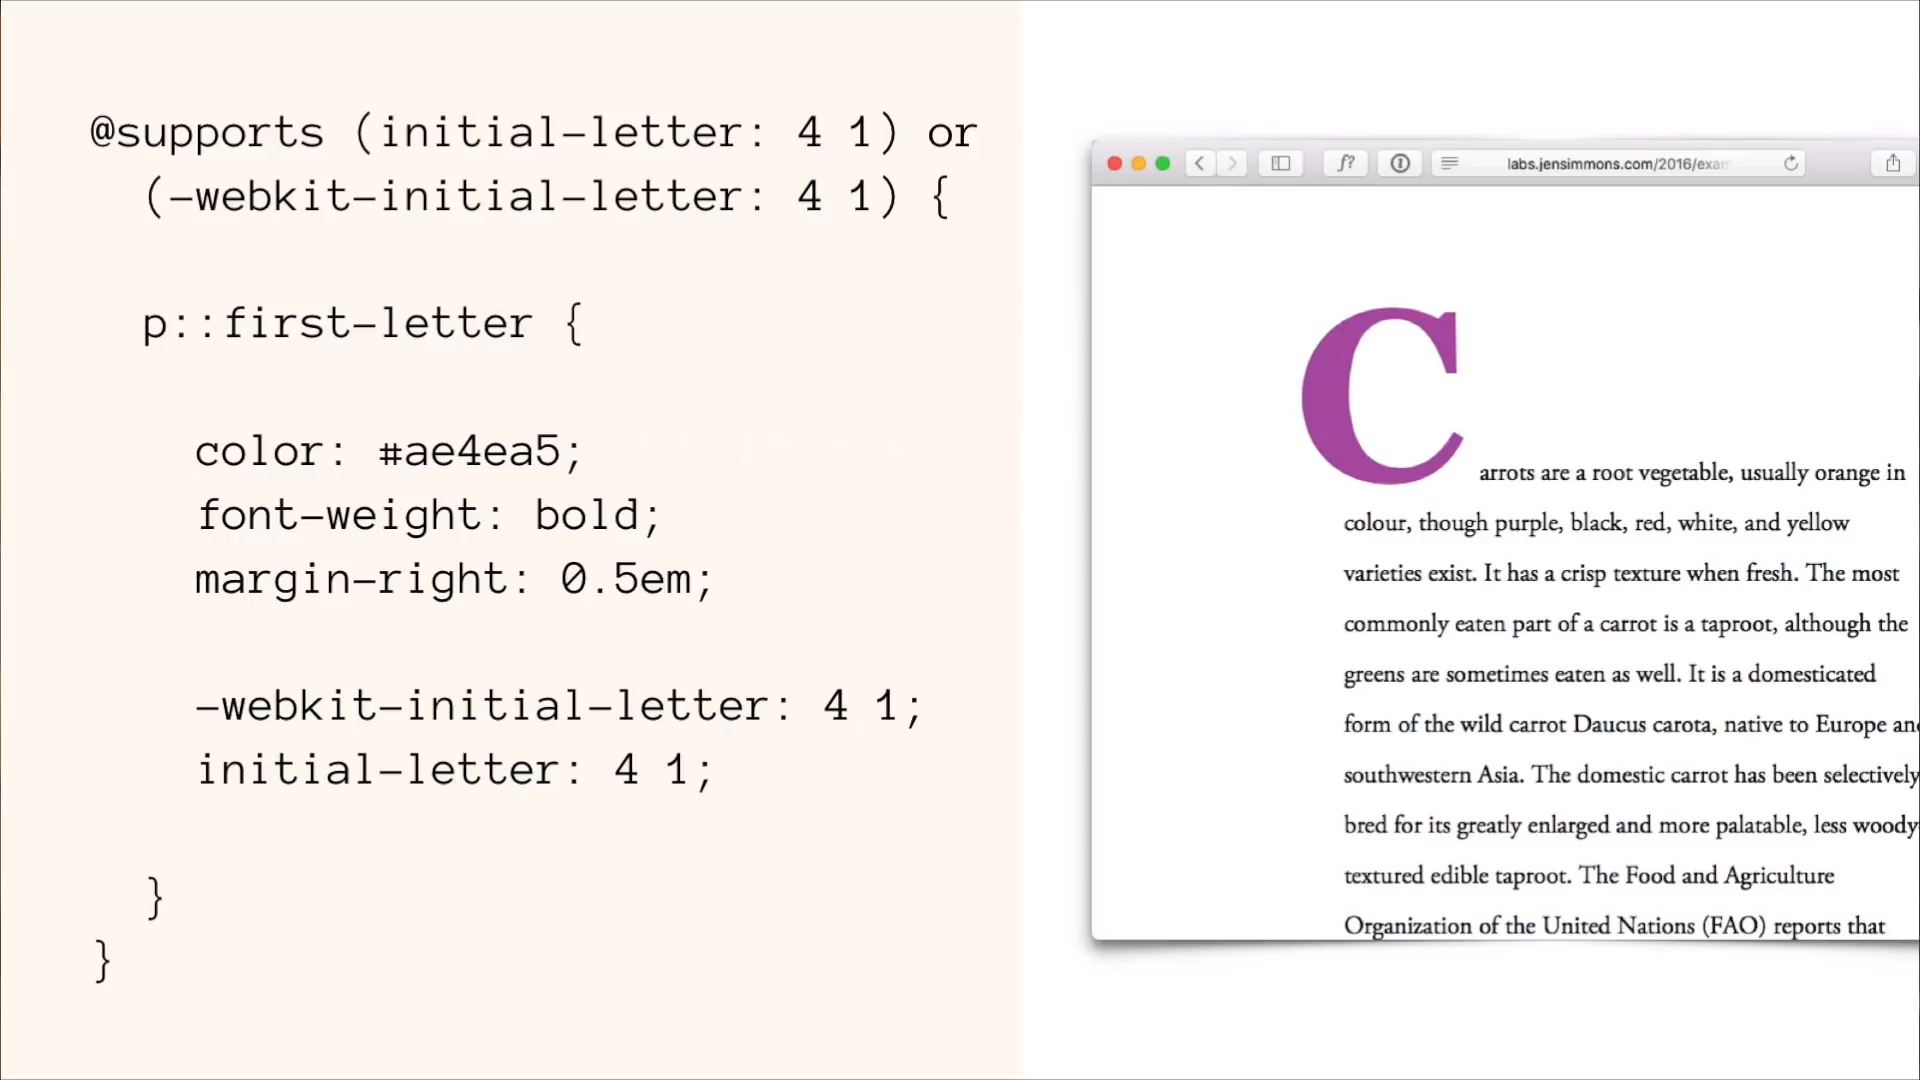 @supports (initial-letter: 4 1) or
(-webkit-initial-letter: 4 1) {
p::first-letter {
color: #ae4ea5;
font-weight: bold;
margin-right: 0.5em;
-webkit-initial-letter: 4 1;
initial-letter: 4 1;
}
}
f?
labs.jensimmons.com/2016/exam
C
arrots are a root vegetable, usually orange in
colour, though purple, black, red, white, and yellow
varieties exist. It has a crisp texture when fresh. The most
commonly eaten part of a carrot is a taproot, although the
greens are sometimes eaten as well. It is a domesticated
form of the wild carrot Daucus carota, native to Europe and
southwestern Asia. The domestic carrot has been selectively
bred for its greatly enlarged and more palatable, less woody
textured edible taproot. The Food and Agriculture
Organization of the United Nations (FAO) reports that